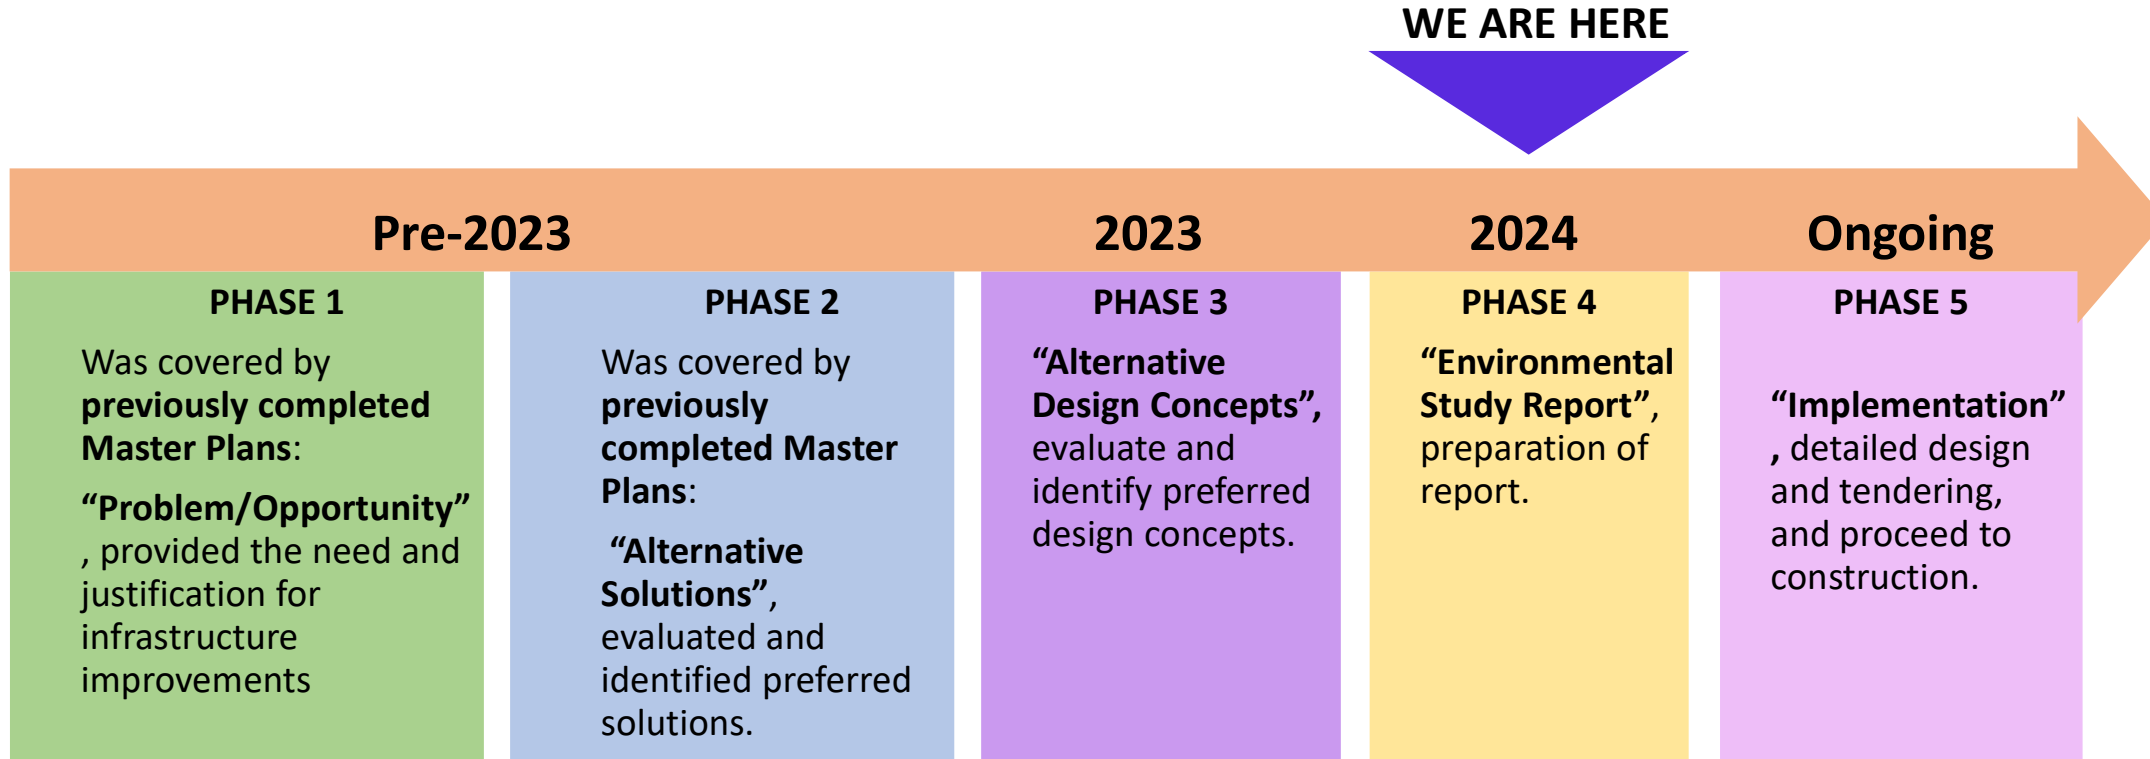 WE ARE HERE
Pre-2023
2023
2024
Ongoing
PHASE 1
Was covered by
previously completed
Master Plans:
“Problem/Opportunity”
, provided the need and
justification for
infrastructure
improvements
PHASE 2
Was covered by
previously
completed Master
Plans:
“Alternative
Solutions”,
evaluated and
identified preferred
solutions.
PHASE 3
“Alternative
Design Concepts”,
evaluate and
identify preferred
design concepts.
PHASE 4
“Environmental
Study Report”,
preparation of
report.
PHASE 5
“Implementation”
, detailed design
and tendering,
and proceed to
construction.